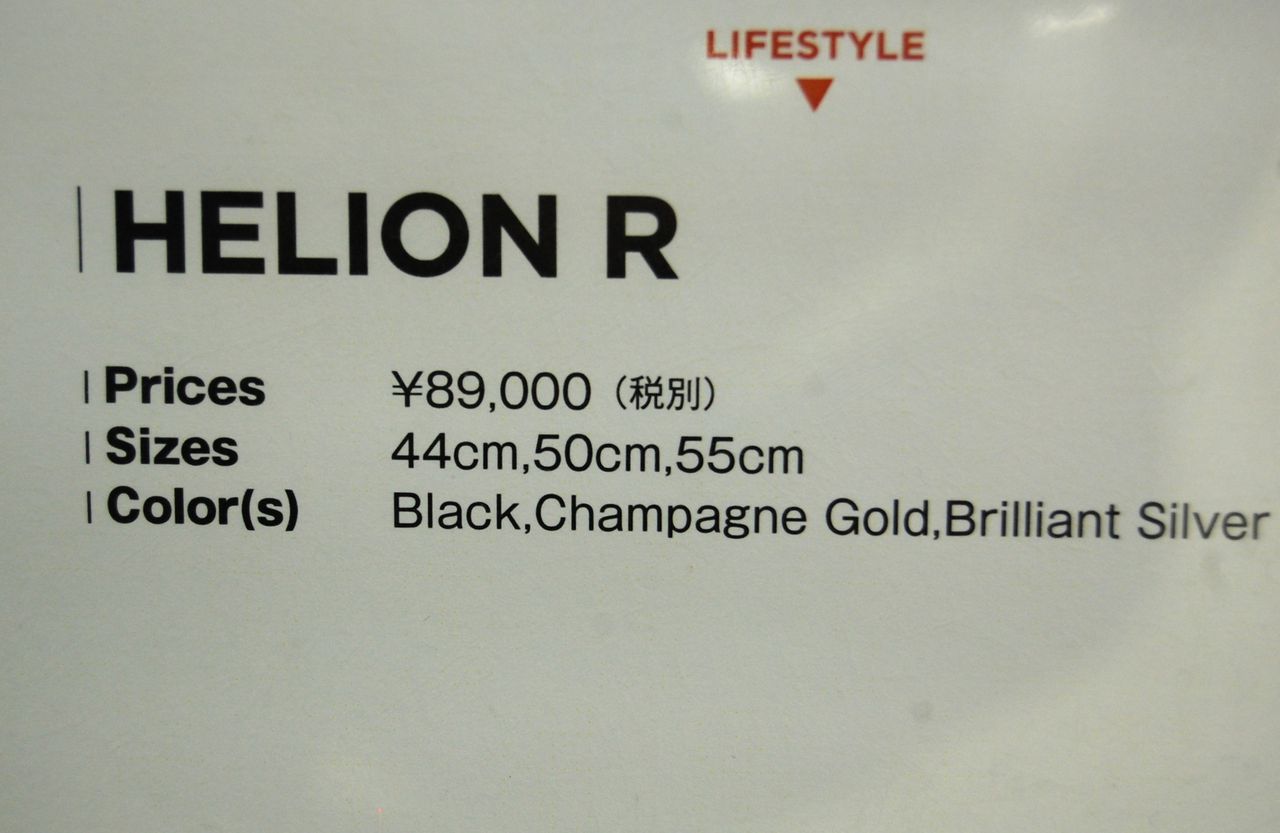 LIFESTYLE
HELION R
Prices ¥89,000（税別）
Sizes 44cm,50cm,55cm
Color(s) Black,Champagne Gold,Brilliant Silver